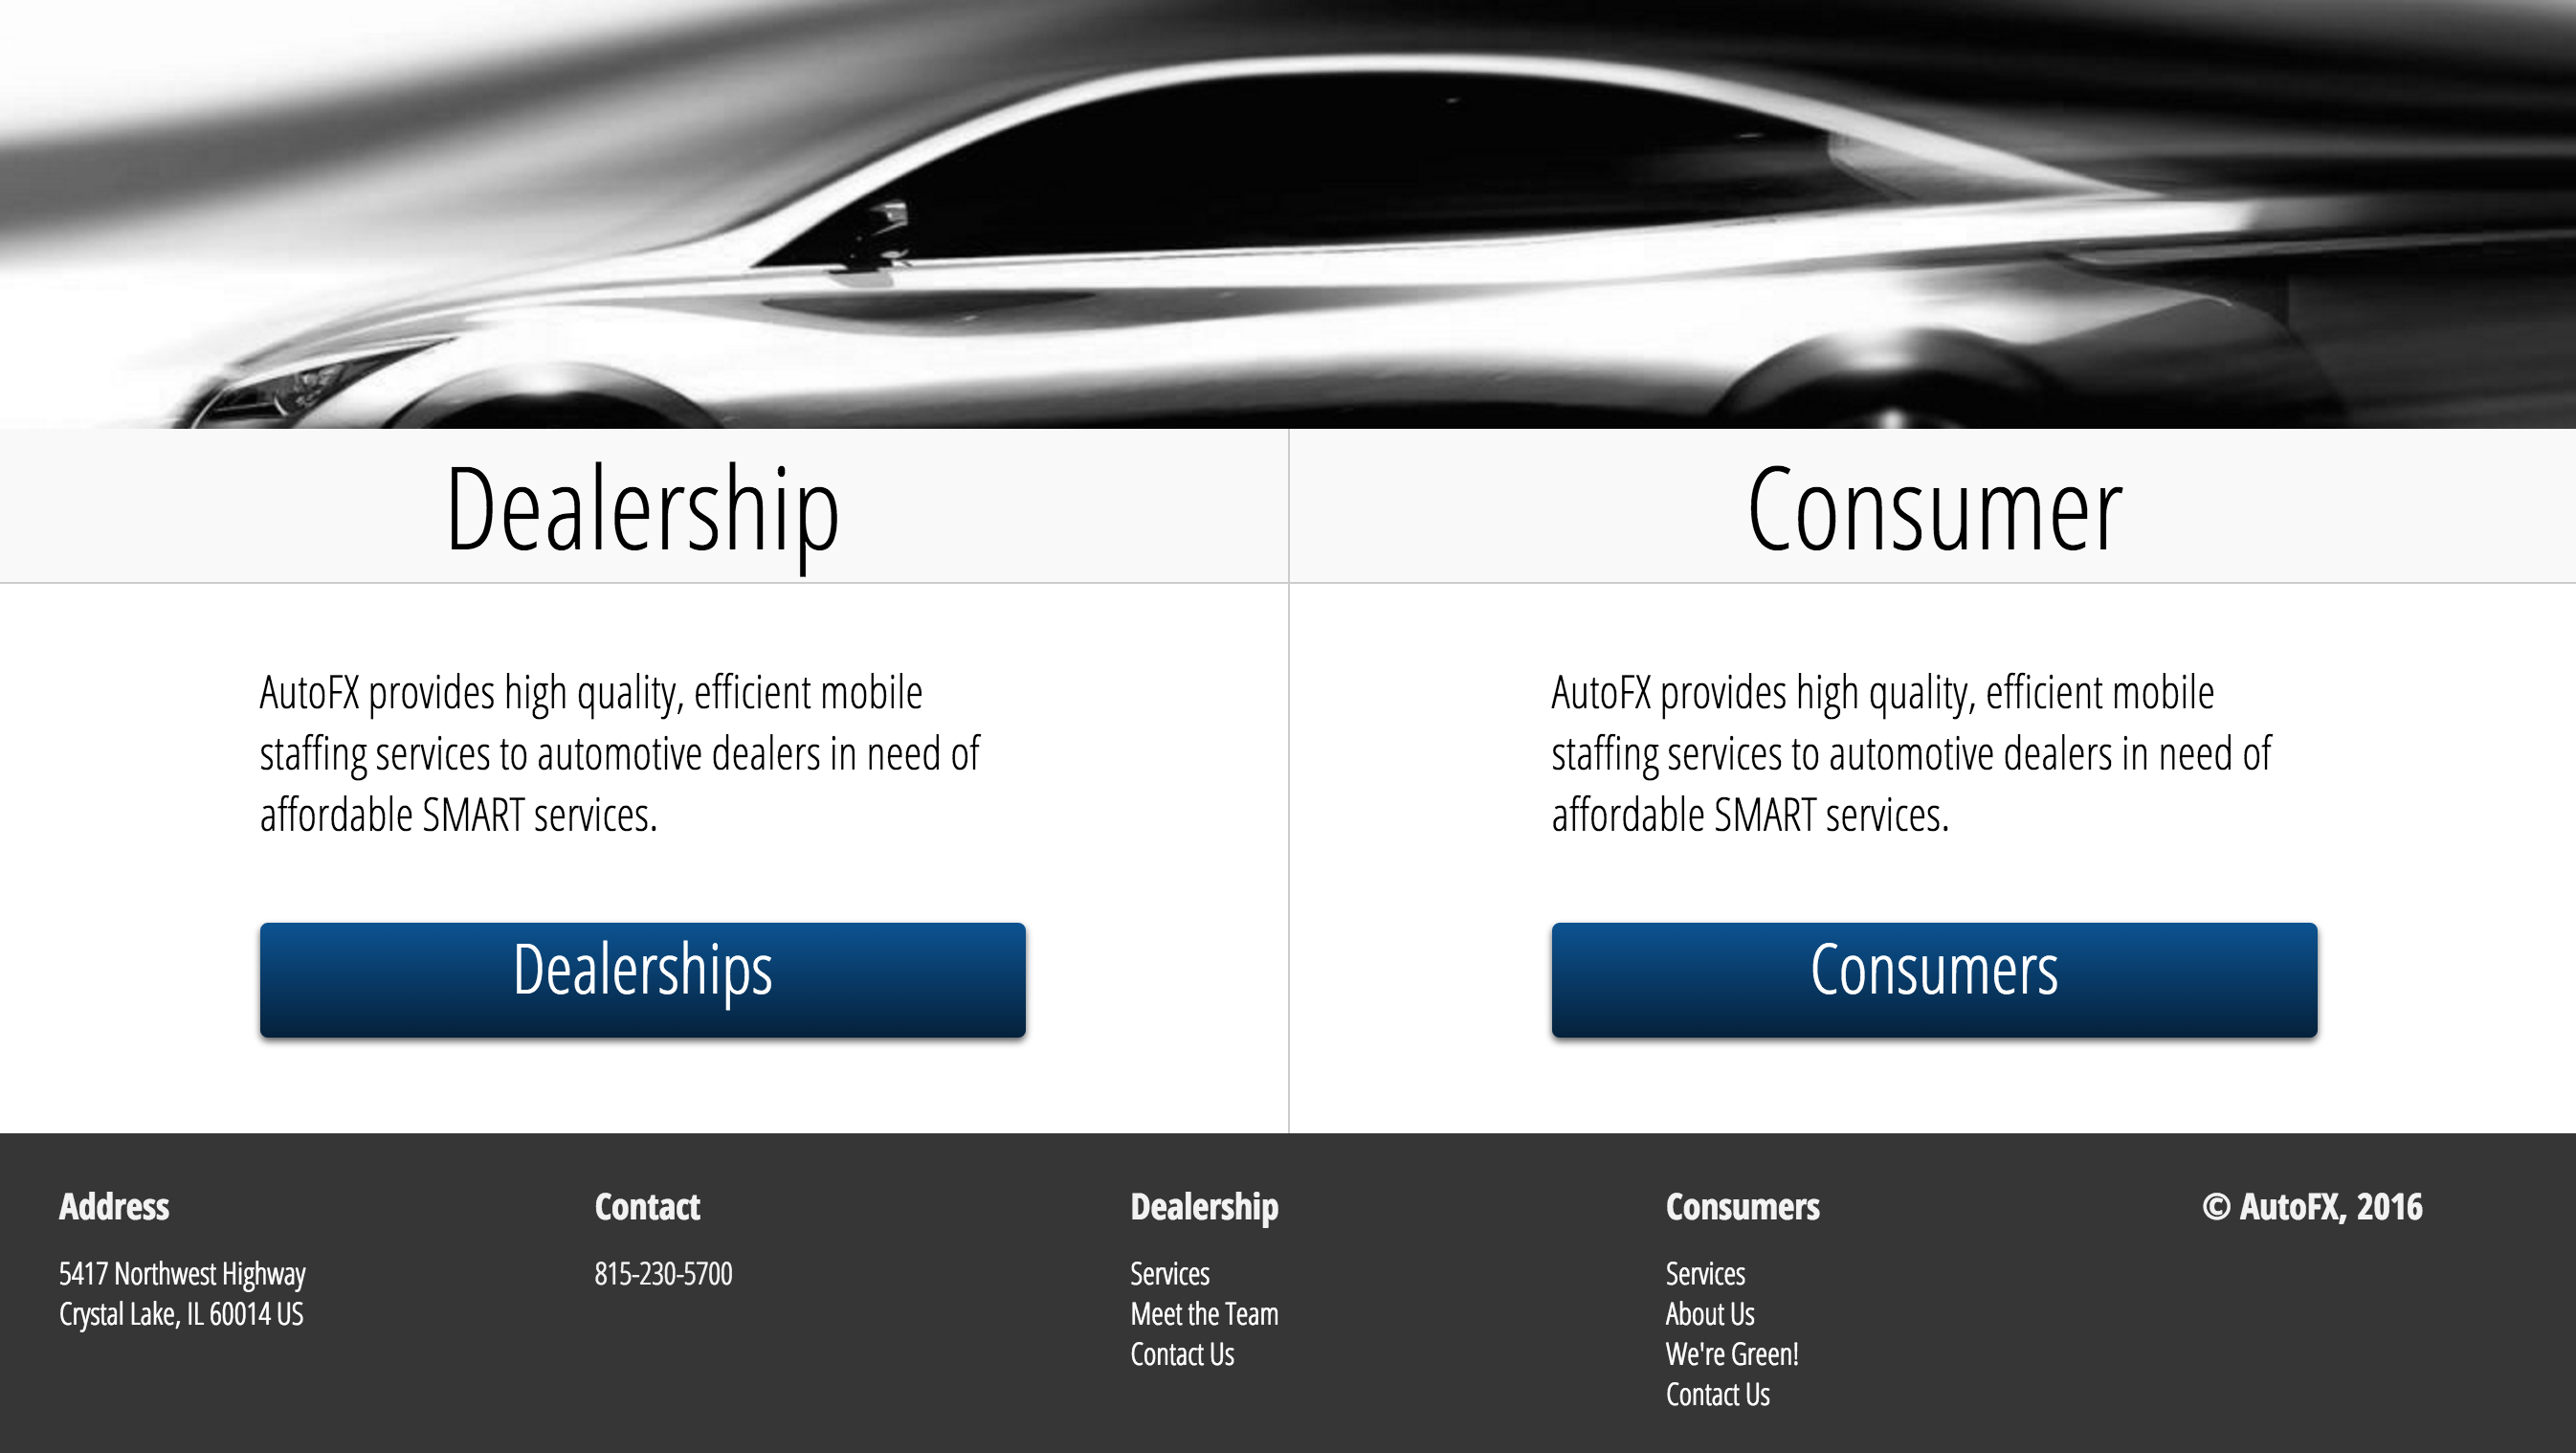 Dealership
AutoFX provides high quality, efficient mobile
staffing services to automotive dealers in need of
affordable SMART services.
Dealerships
Consumer
AutoFX provides high quality, efficient mobile
staffing services to automotive dealers in need of
affordable SMART services.
Consumers
Address
5417 Northwest Highway
Crystal Lake, IL 60014 US
Contact
815-230-5700
Dealership
Services
Meet the Team
Contact Us
Consumers
Services
About Us
We're Green!
Contact Us
© AutoFX, 2016